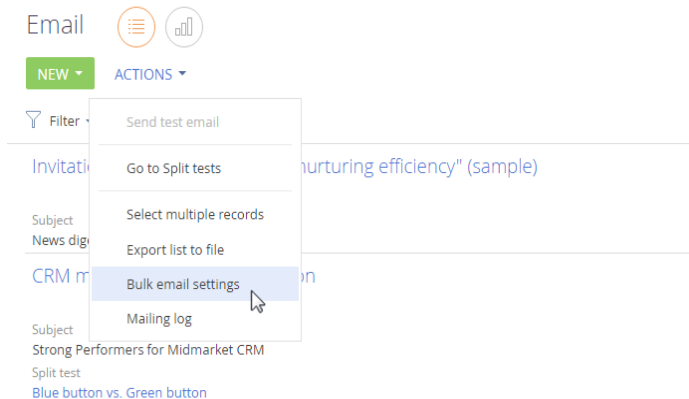 Email
NEW ACTIONS
Filter
Send test email
Invitati nurturing efficiency" (sample)
Go to Split tests
Select multiple records
Subject
News dige
Export list to file
CRM m on
Bulk email settings
Mailing log
Subject
Strong Performers for Midmarket CRM
Split test
Blue button vs. Green button